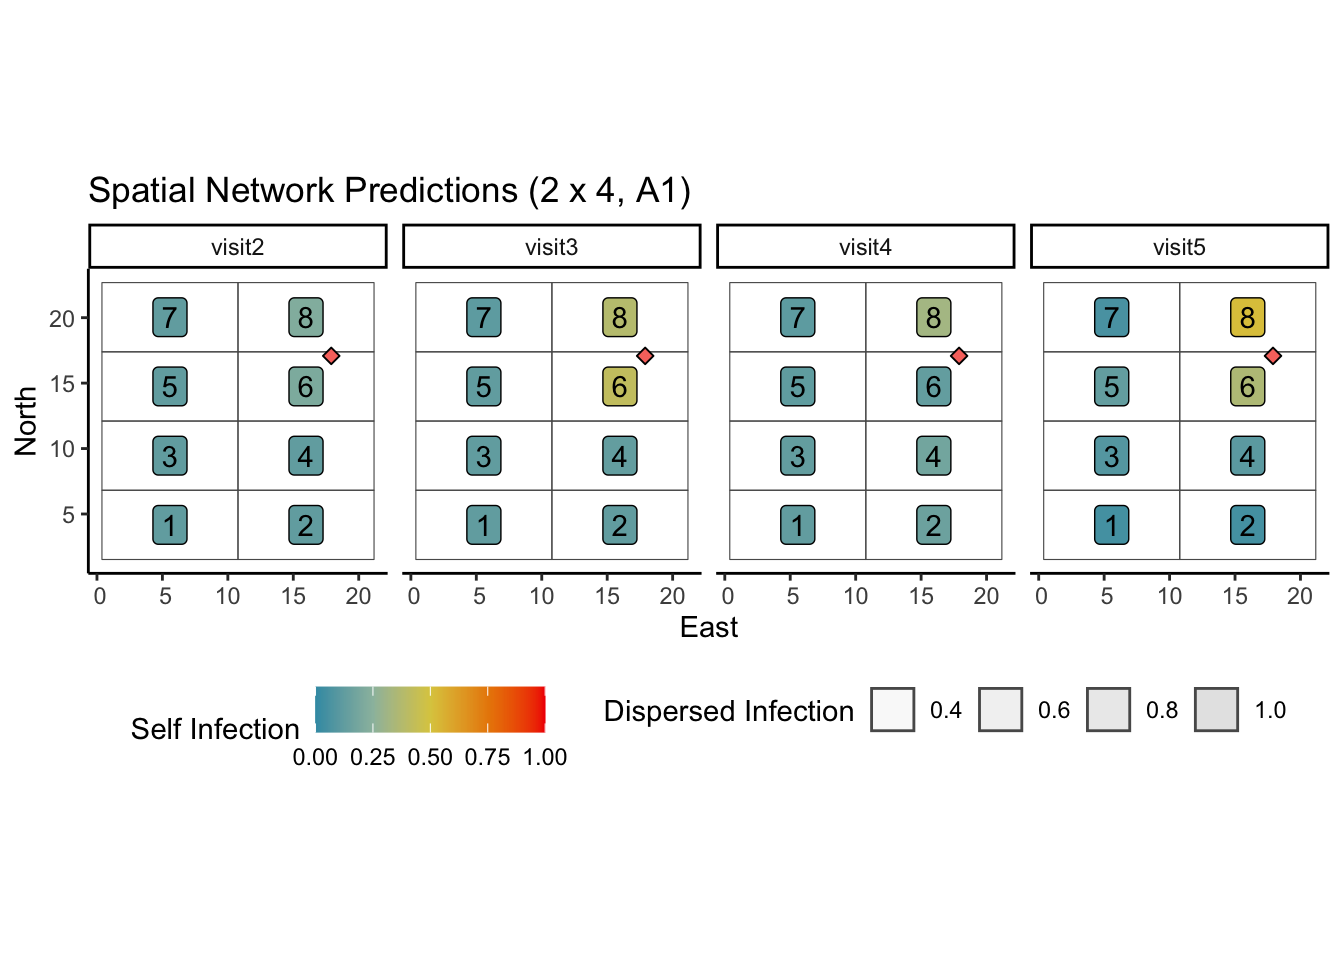 Spatial Network Predictions (2 x 4, A1)
visit2 visit3 visit4 visit5
20 7 8 7 8 7 8 7 8
15 5 6 5 6 5 6 5 6
10 3 4 3 4 3 4 3 4
5 1 2 1 2 1 2 1 2
North
0 5 10 15 20 0 5 10 15 20 0 5 10 15 20 0 5 10 15 20
East
Self Infection
0.00 0.25 0.50 0.75 1.00
Dispersed Infection 0.4 0.6 0.8 1.0